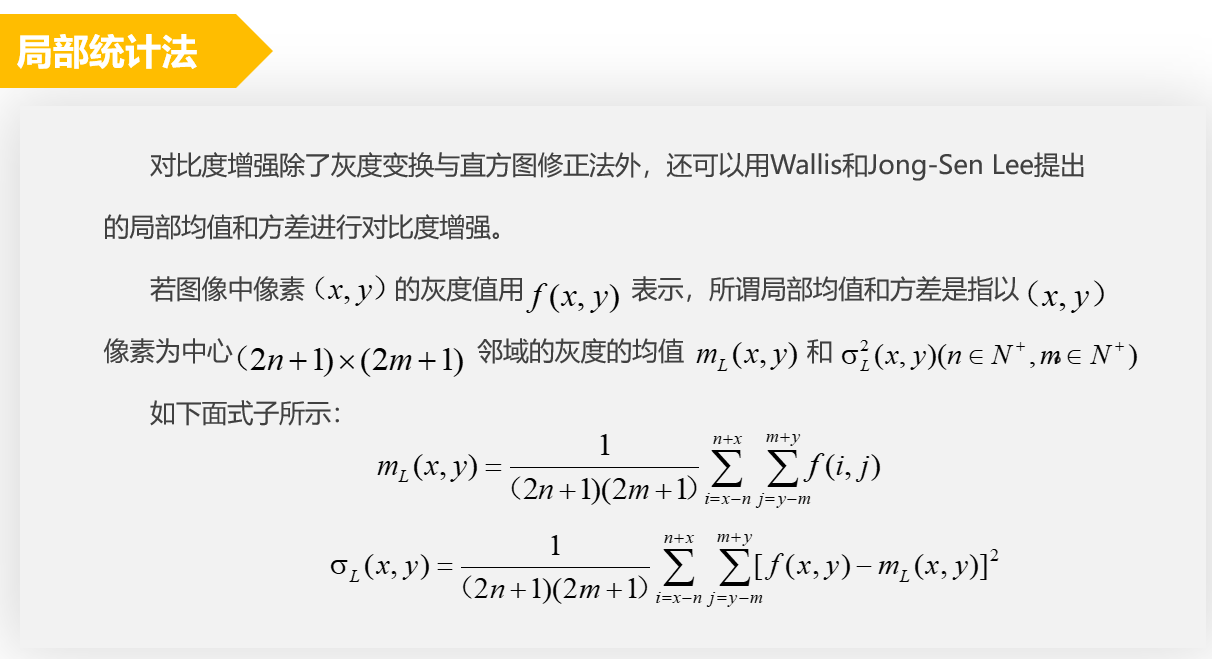 局部统计法
对比度增强除了灰度变换与直方图修正法外，还可以用Wallis和Jong-Sen Lee提出
的局部均值和方差进行对比度增强。
若图像中像素（x, y）的灰度值用 f(x, y) 表示，所谓局部均值和方差是指以（x, y）
像素为中心(2n+1)×(2m+1) 邻域的灰度的均值 m_L(x, y) 和 σ_L^2(x, y)(n∈N^+, m∈N^+)
如下面式子所示：
m_L(x, y) = \frac{1}{（2n+1)(2m+1）} \sum_{i=x-n}^{n+x} \sum_{j=y-m}^{m+y} f(i, j)
σ_L(x, y) = \frac{1}{（2n+1)(2m+1）} \sum_{i=x-n}^{n+x} \sum_{j=y-m}^{m+y} [f(x, y) - m_L(x, y)]^2